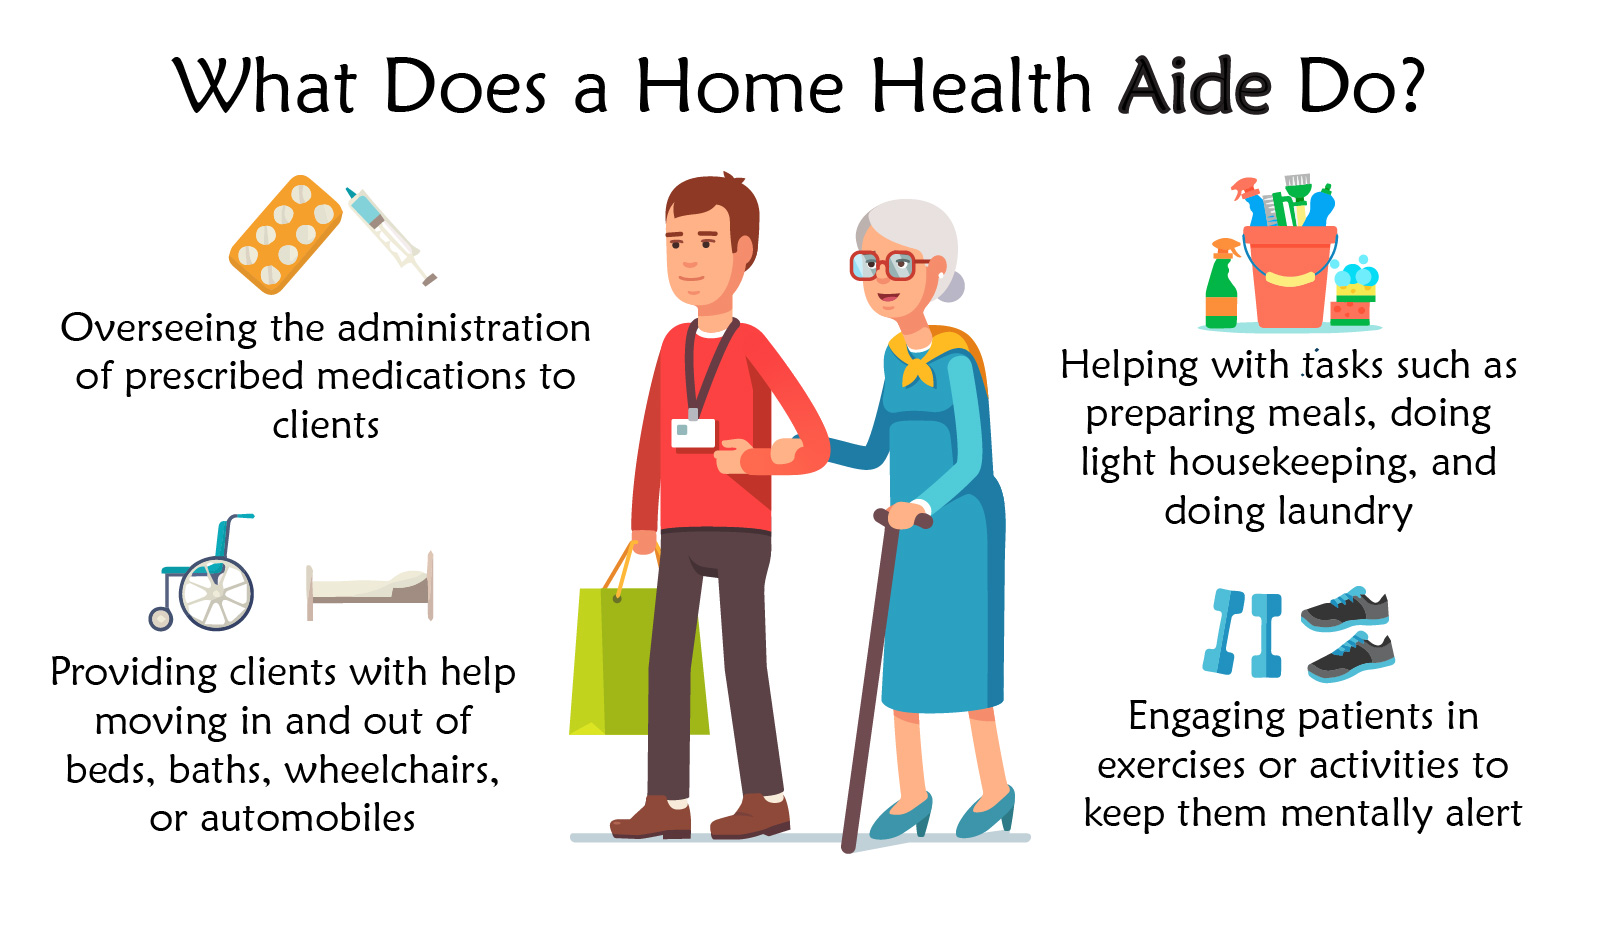 What Does a Home Health Aide Do?
Overseeing the administration
of prescribed medications to
clients
Providing clients with help
moving in and out of
beds, baths, wheelchairs,
or automobiles
Helping with tasks such as
preparing meals, doing
light housekeeping, and
doing laundry
Engaging patients in
exercises or activities to
keep them mentally alert